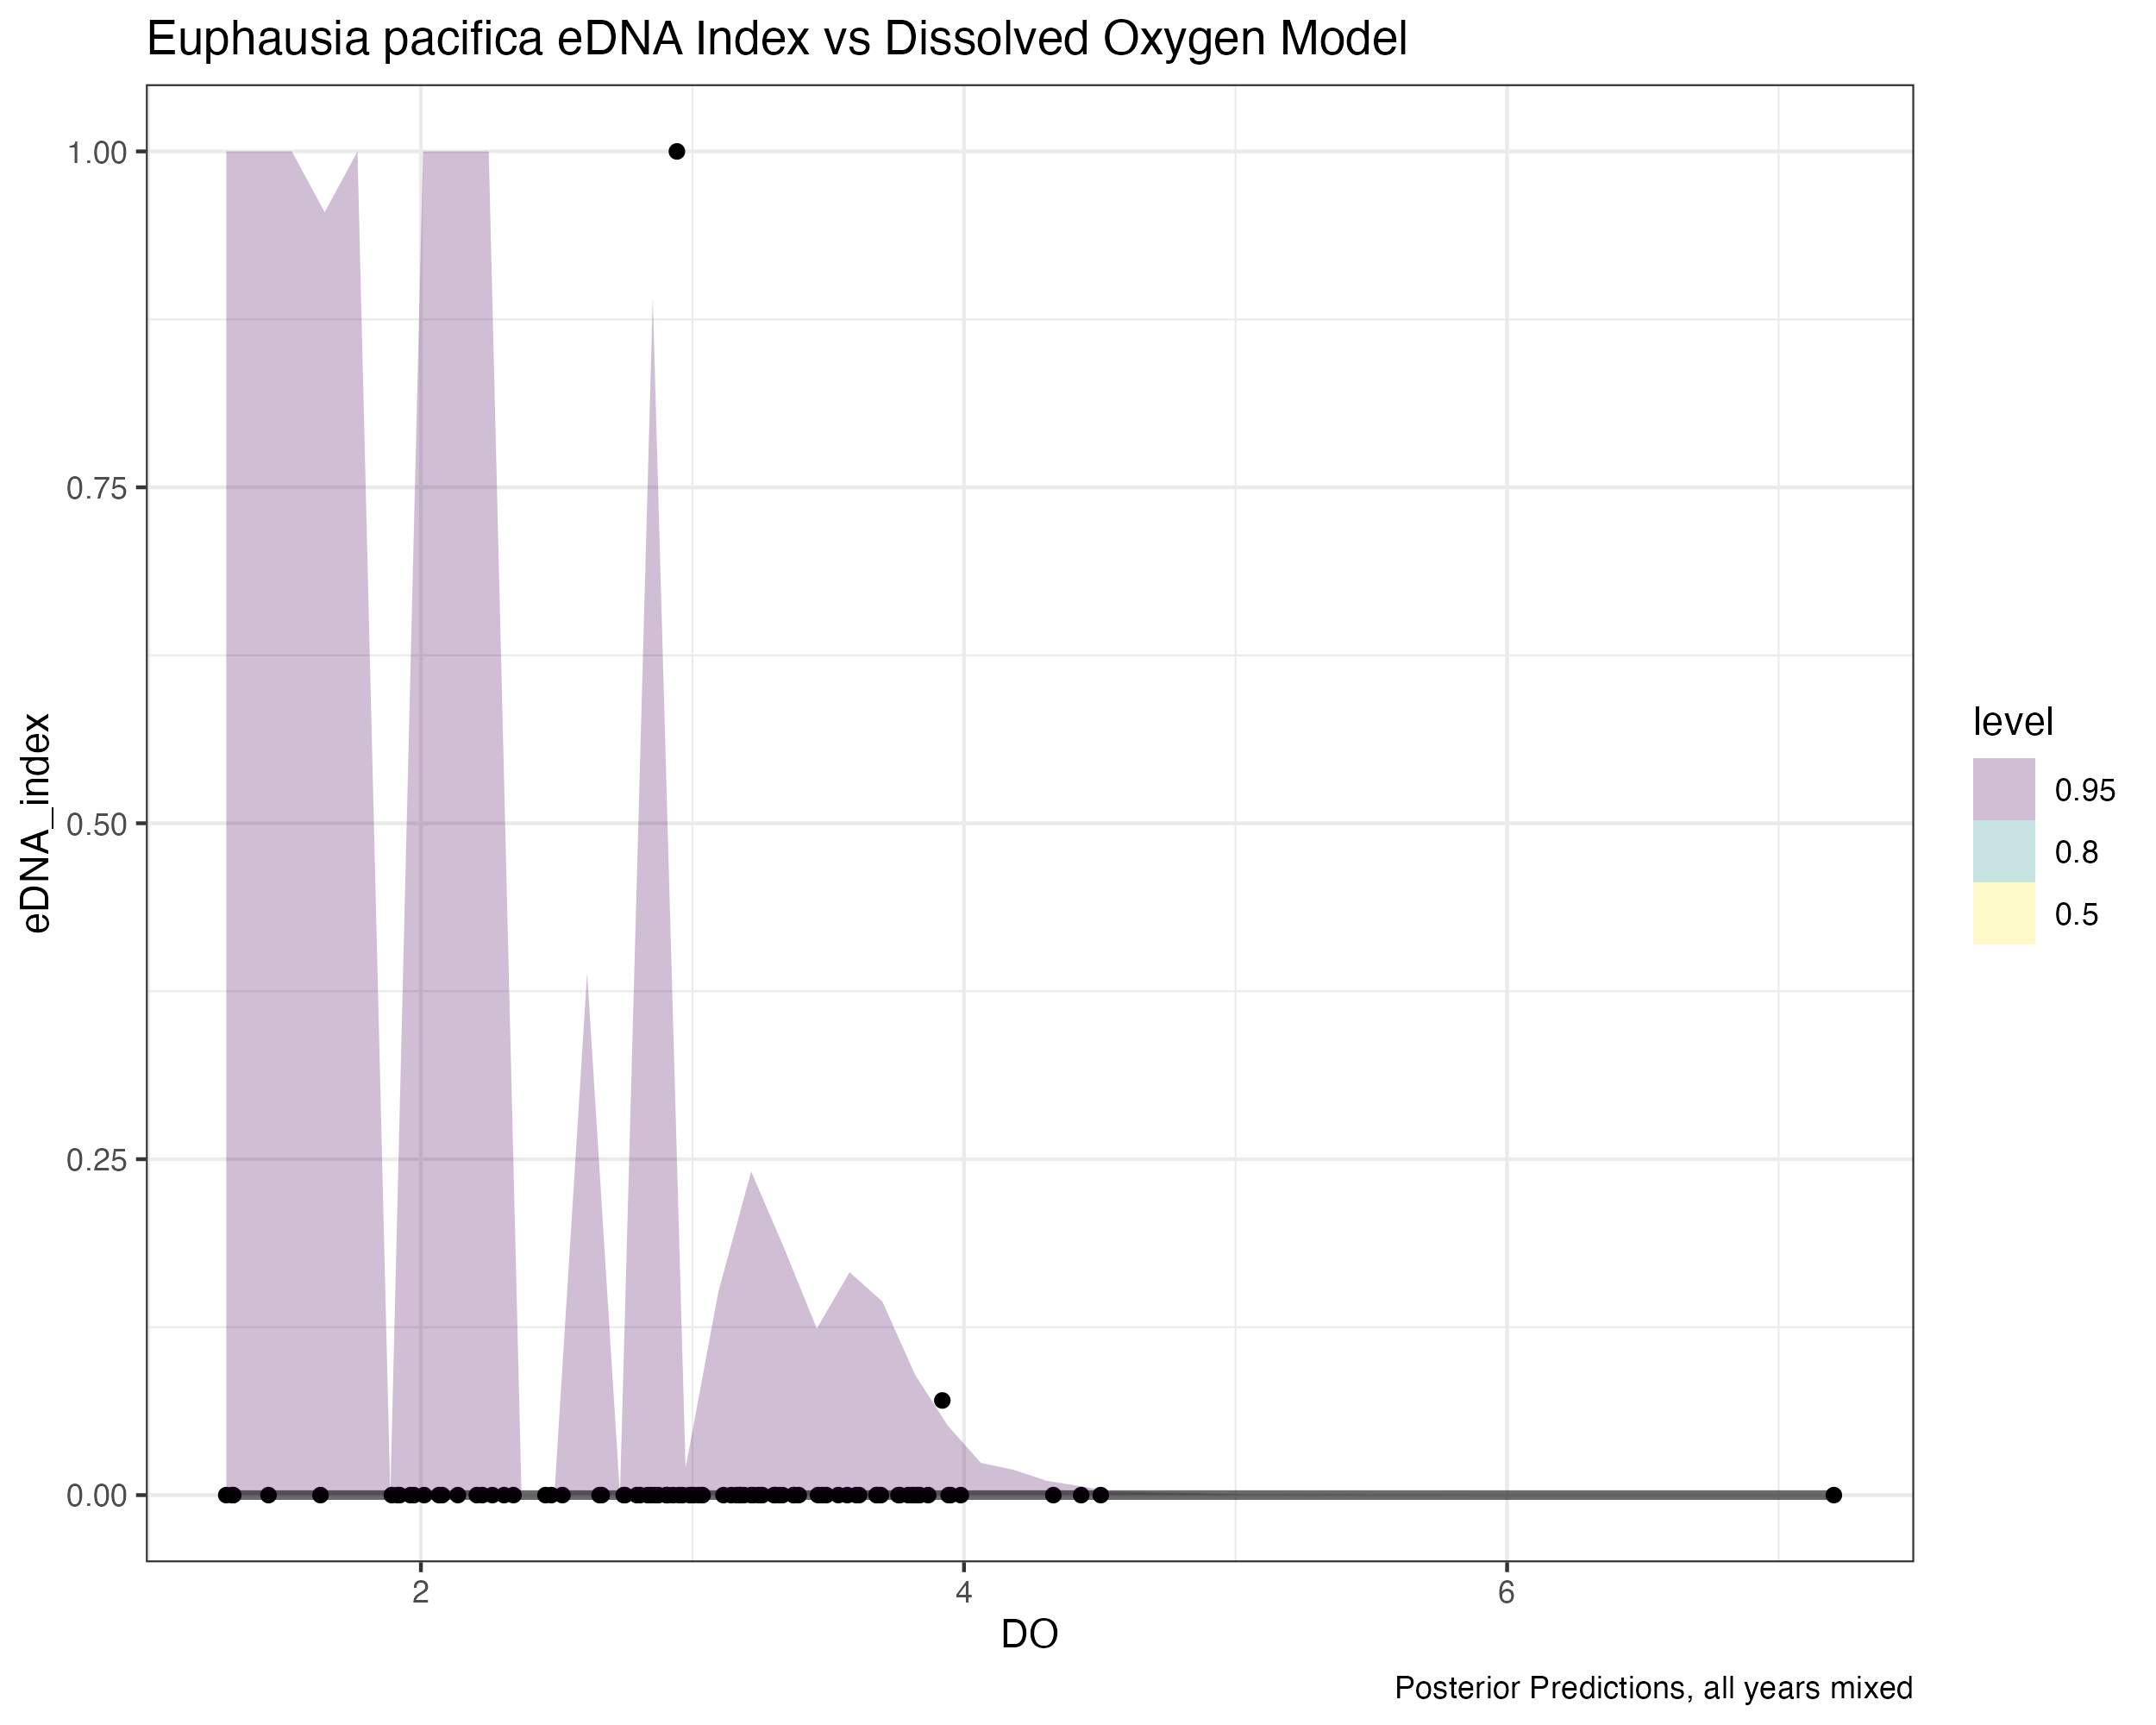 Euphausia pacifica eDNA Index vs Dissolved Oxygen Model
1.00
0.75
0.50
0.25
0.00
eDNA_index
2
4
6
DO
level
0.95
0.8
0.5
Posterior Predictions, all years mixed